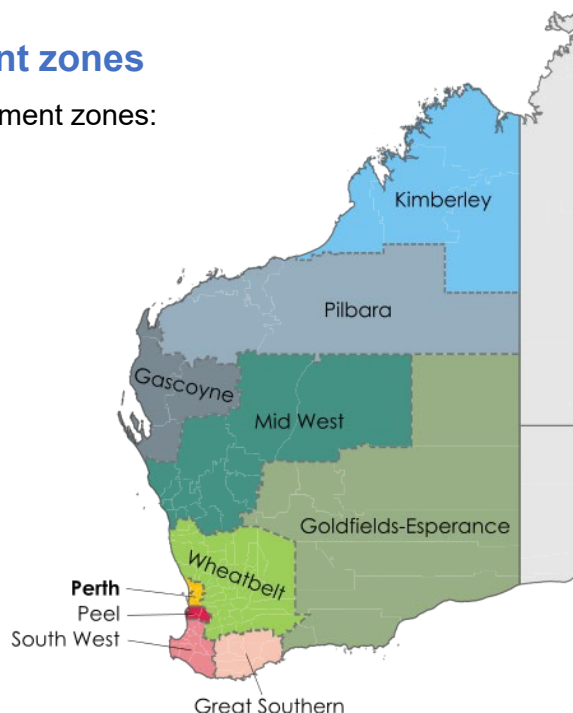 nt zones
ment zones:
Kimberley
Pilbara
Gascoyne
Mid West
Goldfields-Esperance
Wheatbelt
Perth
Peel
South West
Great Southern